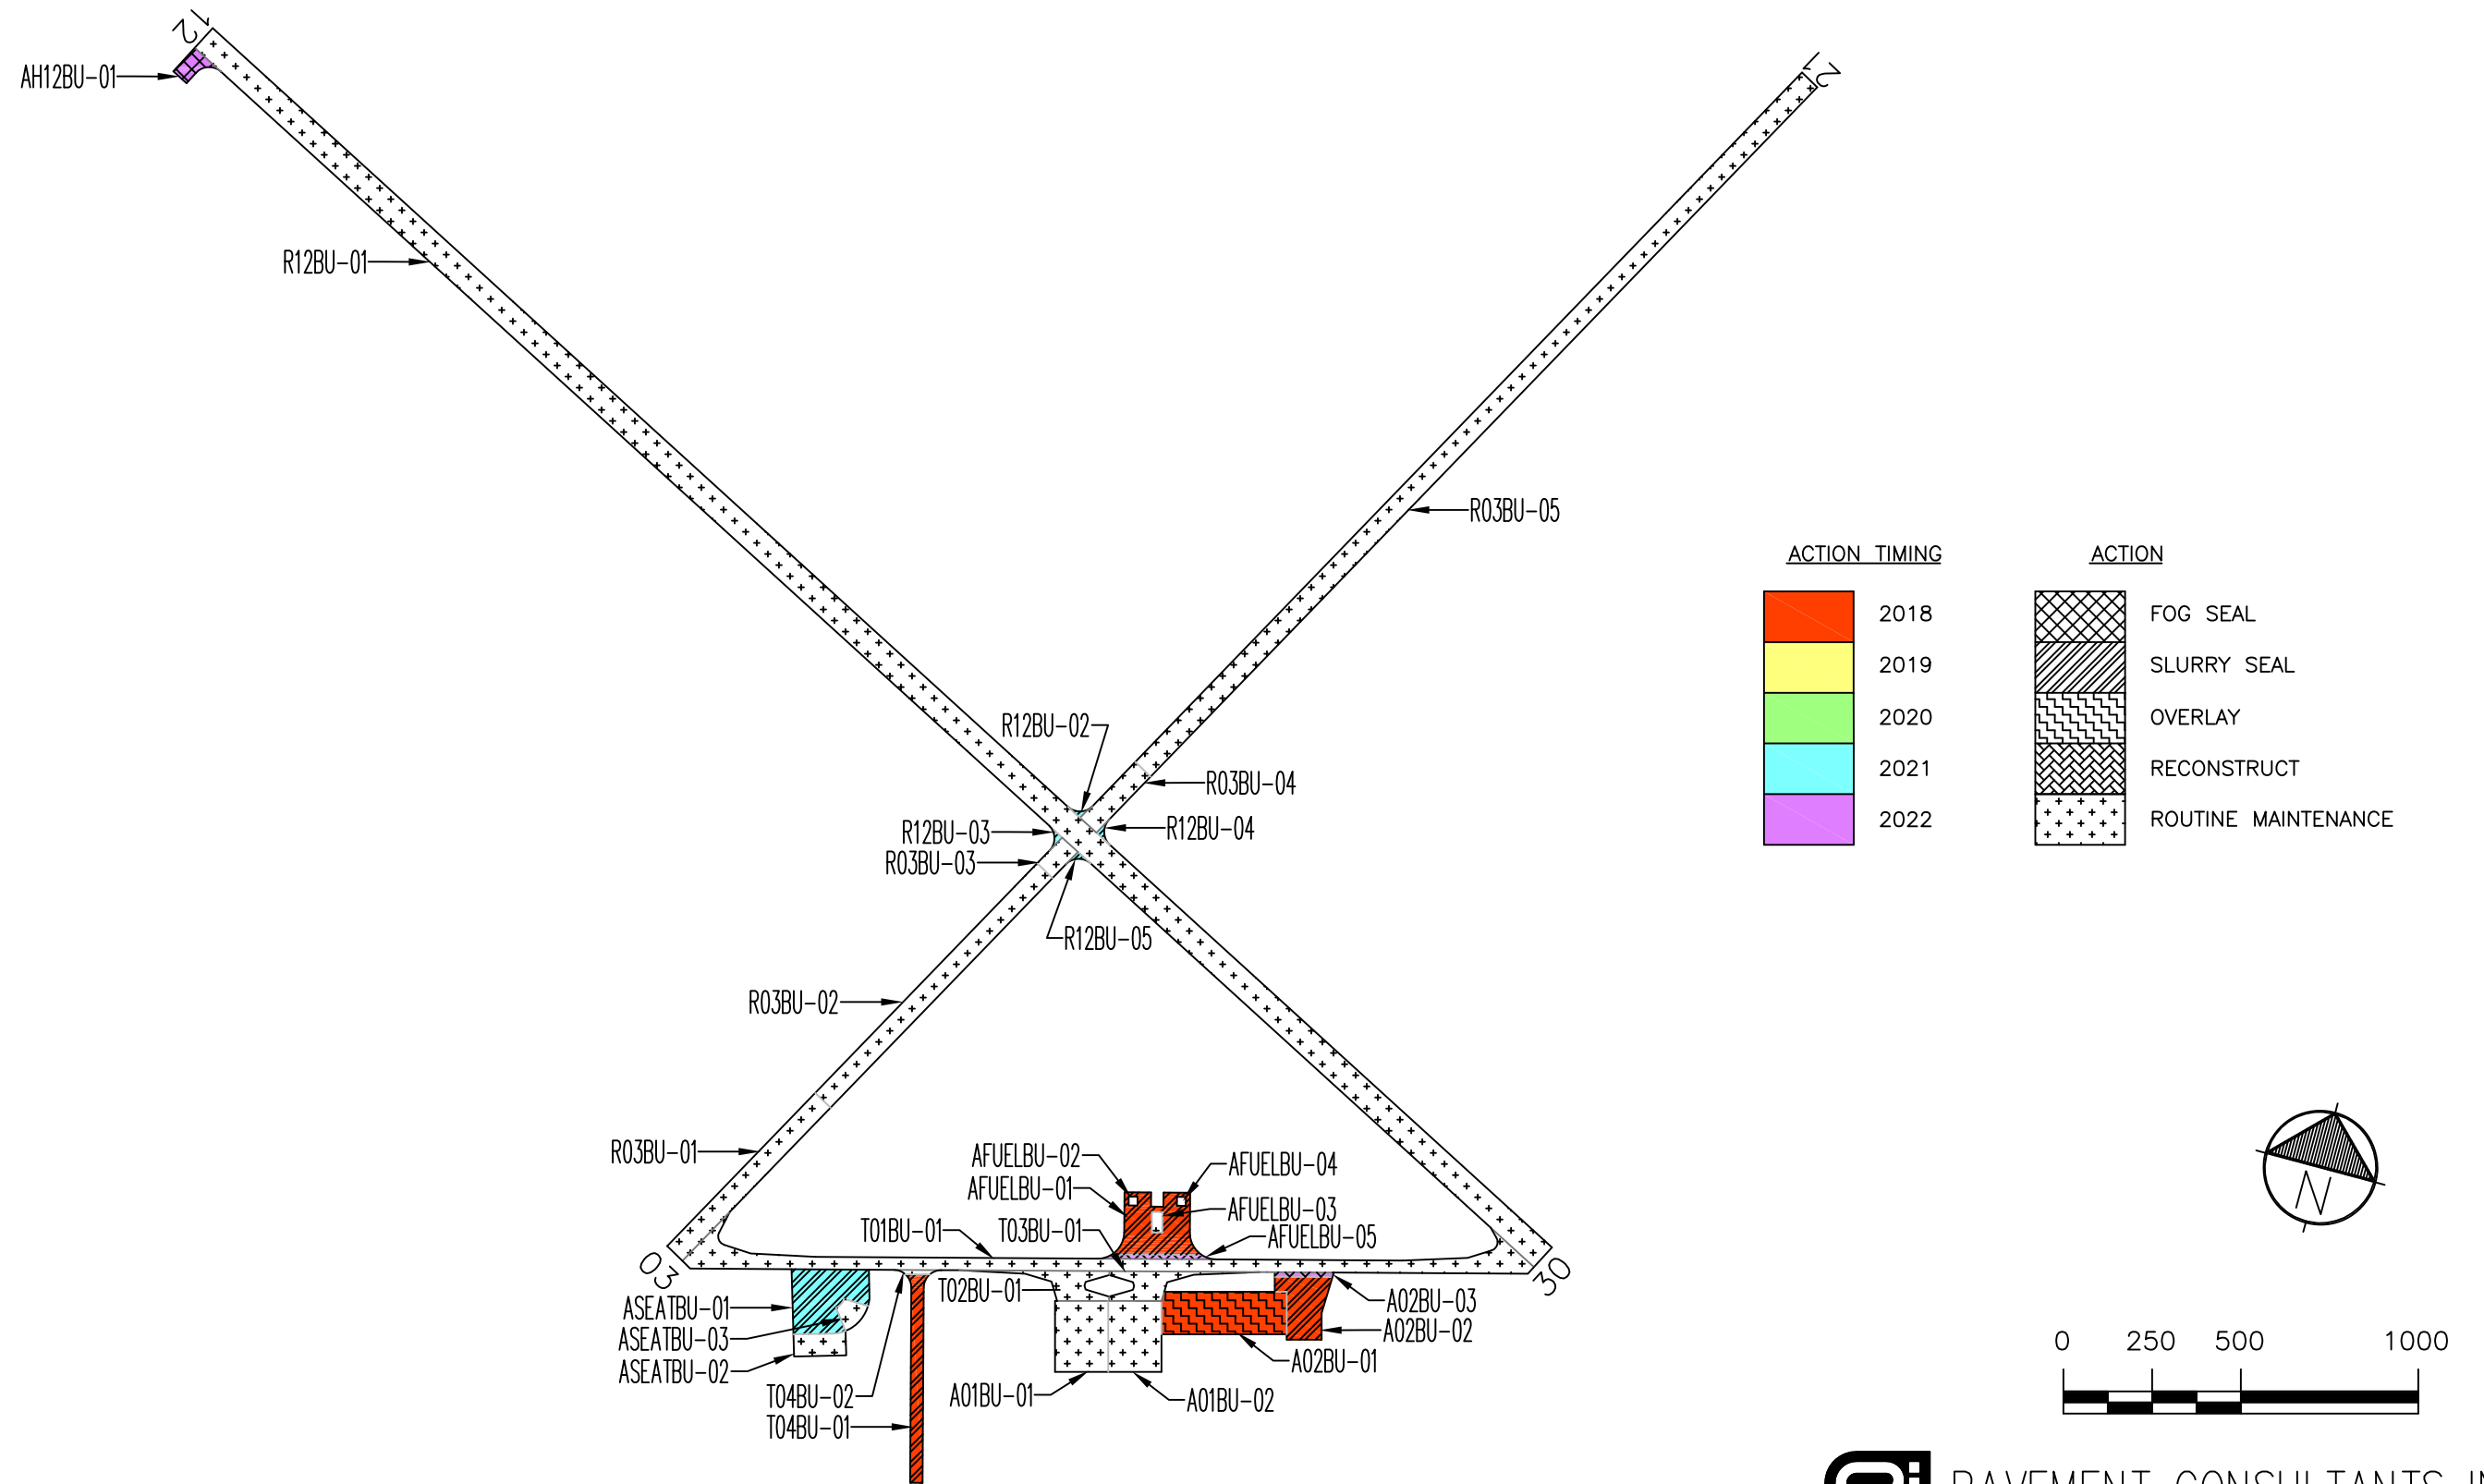 12
21
AH12BU-01
R12BU-01
R03BU-05
ACTION TIMING
2018
2019
2020
2021
2022
ACTION
FOG SEAL
SLURRY SEAL
OVERLAY
RECONSTRUCT
ROUTINE MAINTENANCE
R12BU-02
R03BU-04
R12BU-03
R12BU-04
R03BU-03
R12BU-05
R03BU-02
R03BU-01
AFUELBU-02
AFUELBU-04
AFUELBU-01
AFUELBU-03
T01BU-01
T03BU-01
AFUELBU-05
03
30
T02BU-01
ASEATBU-01
A02BU-03
ASEATBU-03
A02BU-02
ASEATBU-02
A02BU-01
T04BU-02
A01BU-01
A01BU-02
T04BU-01
N
0 250 500 1000
PAVEMENT CONSULTANTS